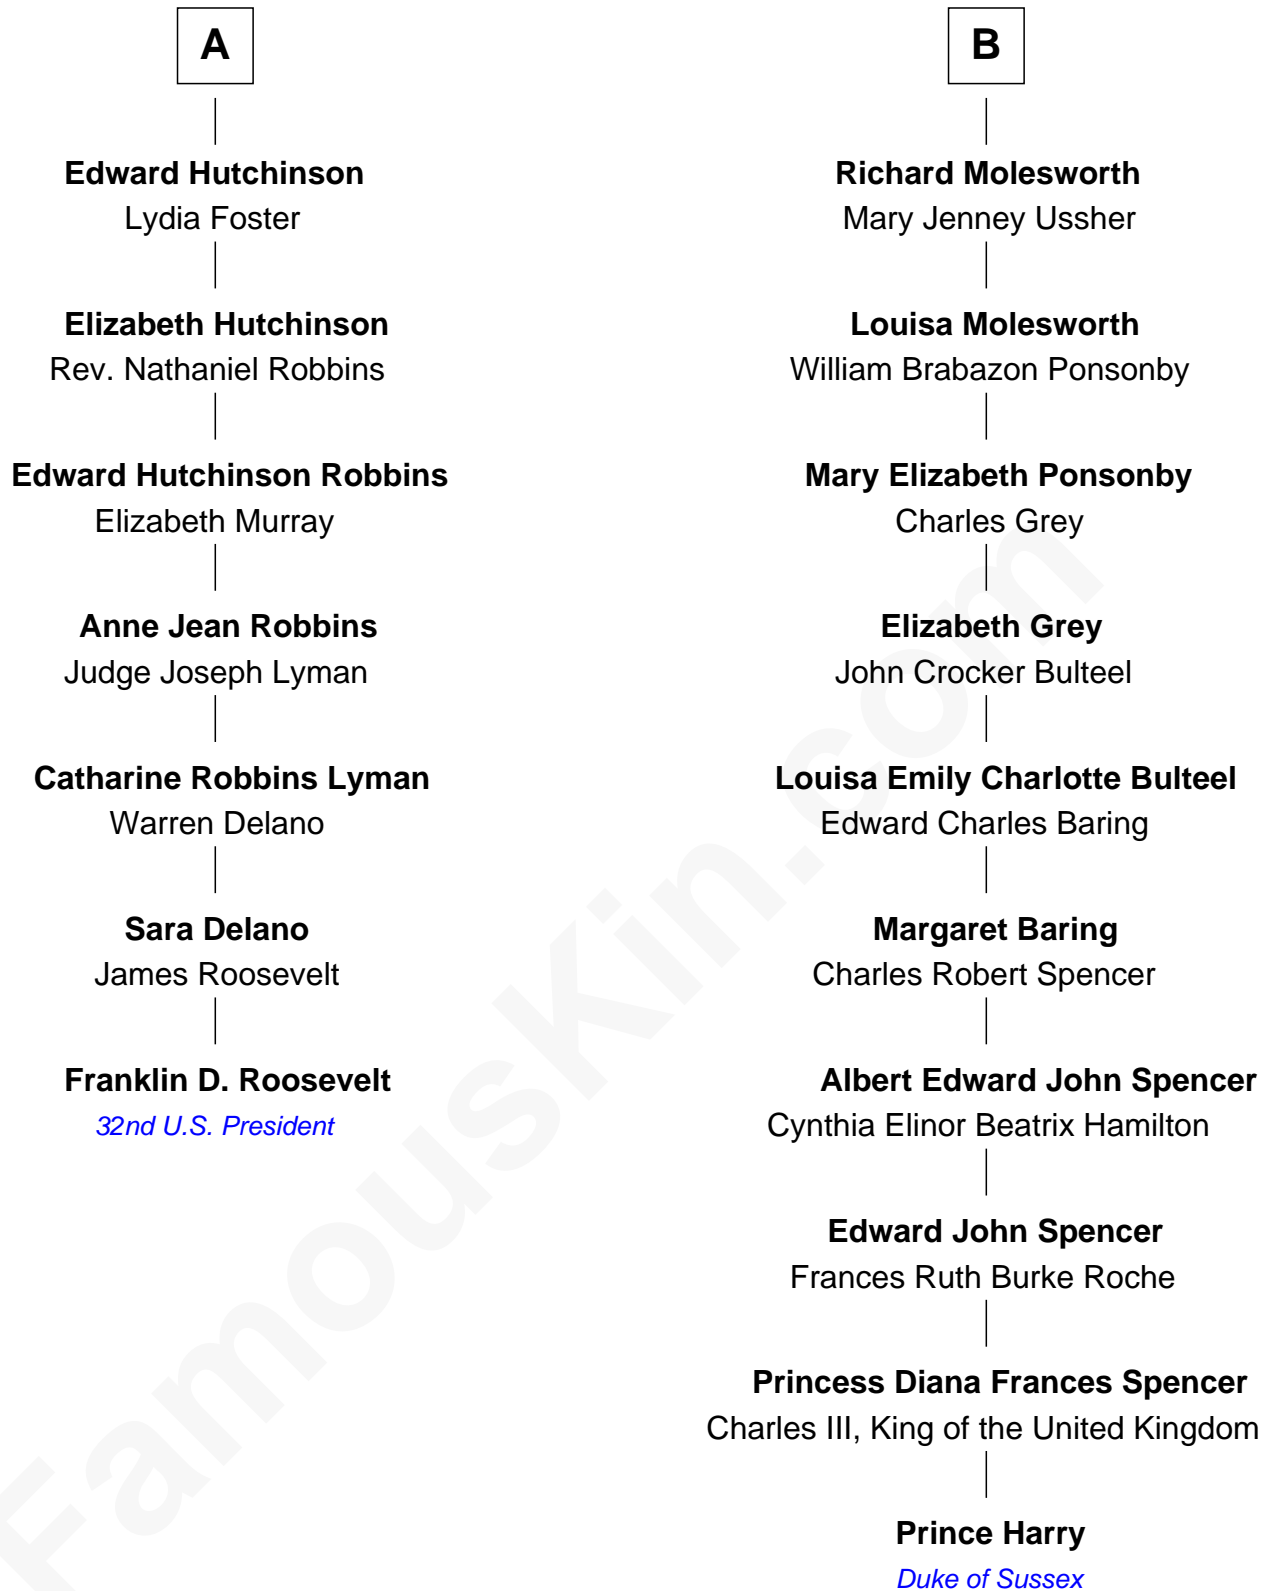 A
Edward Hutchinson
Lydia Foster
Elizabeth Hutchinson
Rev. Nathaniel Robbins
Edward Hutchinson Robbins
Elizabeth Murray
Anne Jean Robbins
Judge Joseph Lyman
Catharine Robbins Lyman
Warren Delano
Sara Delano
James Roosevelt
Franklin D. Roosevelt
32nd U.S. President
B
Richard Molesworth
Mary Jenney Ussher
Louisa Molesworth
William Brabazon Ponsonby
Mary Elizabeth Ponsonby
Charles Grey
Elizabeth Grey
John Crocker Bulteel
Louisa Emily Charlotte Bulteel
Edward Charles Baring
Margaret Baring
Charles Robert Spencer
Albert Edward John Spencer
Cynthia Elinor Beatrix Hamilton
Edward John Spencer
Frances Ruth Burke Roche
Princess Diana Frances Spencer
Charles III, King of the United Kingdom
Prince Harry
Duke of Sussex
FamousKin.com